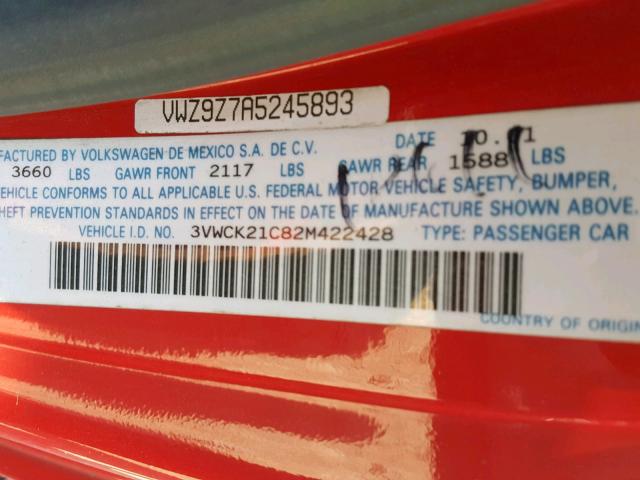 VWZ9Z7A5245893
FACTURED BY VOLKSWAGEN DE MEXICO S.A. DE C.V. DATE
3660 LBS GAWR FRONT 2117 LBS GAWR REAR 1588 LBS
VEHICLE CONFORMS TO ALL APPLICABLE U.S. FEDERAL MOTOR VEHICLE SAFETY, BUMPER,
HEFT PREVENTION STANDARDS IN EFFECT ON THE DATE OF MANUFACTURE SHOWN ABOVE.
VEHICLE I.D. NO. 3VWCK21C82M422428 TYPE: PASSENGER CAR
COUNTRY OF ORIGIN